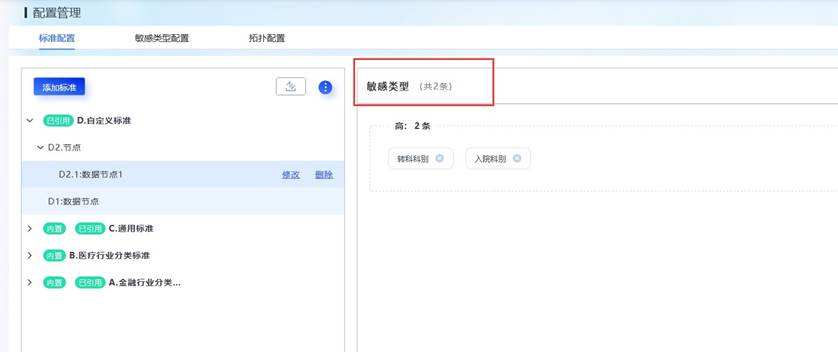 配置管理
标准配置 敏感类型配置 拓扑配置
添加标准
已引用 D.自定义标准
D2.节点
D2.1:数据节点1 修改 删除
D1:数据节点
内置 已引用 C.通用标准
内置 B.医疗行业分类标准
内置 已引用 A.金融行业分类...
敏感类型 (共2条)
高: 2 条
转科科别 入院科别